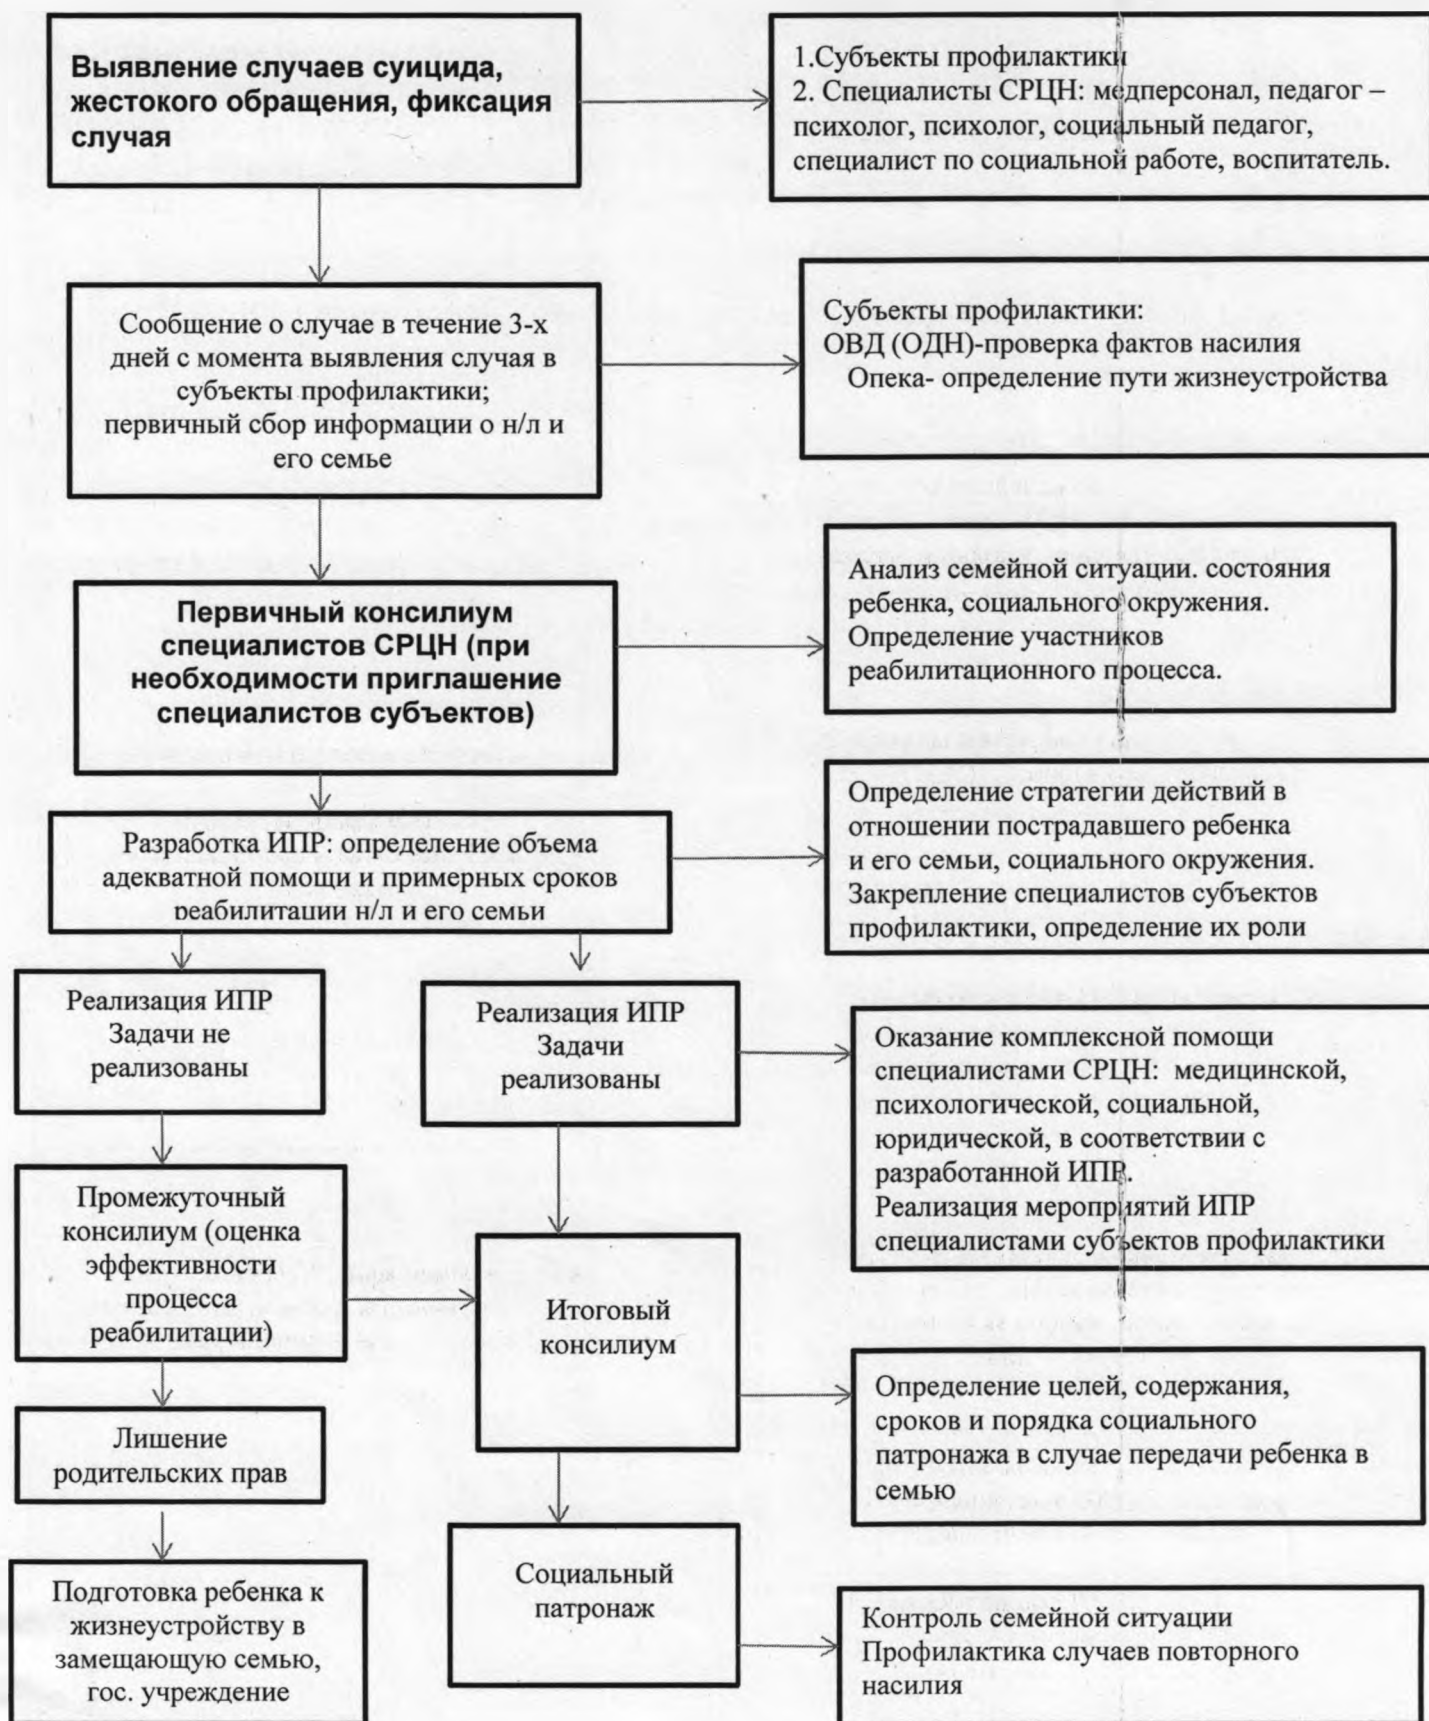 Выявление случаев суицида,
жестокого обращения, фиксация
случая
1.Субъекты профилактики
2. Специалисты СРЦН: медперсонал, педагог –
психолог, психолог, социальный педагог,
специалист по социальной работе, воспитатель.
Сообщение о случае в течение 3-х
дней с момента выявления случая в
субъекты профилактики;
первичный сбор информации о н/л и
его семье
Субъекты профилактики:
ОВД (ОДН)-проверка фактов насилия
Опека- определение пути жизнеустройства
Первичный консилиум
специалистов СРЦН (при
необходимости приглашение
специалистов субъектов)
Анализ семейной ситуации. состояния
ребенка, социального окружения.
Определение участников
реабилитационного процесса.
Разработка ИПР: определение объема
адекватной помощи и примерных сроков
реабилитации н/л и его семьи
Определение стратегии действий в
отношении пострадавшего ребенка
и его семьи, социального окружения.
Закрепление специалистов субъектов
профилактики, определение их роли
Реализация ИПР
Задачи не
реализованы
Реализация ИПР
Задачи
реализованы
Оказание комплексной помощи
специалистами СРЦН: медицинской,
психологической, социальной,
юридической, в соответствии с
разработанной ИПР.
Реализация мероприятий ИПР
специалистами субъектов профилактики
Промежуточный
консилиум (оценка
эффективности
процесса
реабилитации)
Итоговый
консилиум
Определение целей, содержания,
сроков и порядка социального
патронажа в случае передачи ребенка в
семью
Лишение
родительских прав
Социальный
патронаж
Подготовка ребенка к
жизнеустройству в
замещающую семью,
гос. учреждение
Контроль семейной ситуации
Профилактика случаев повторного
насилия